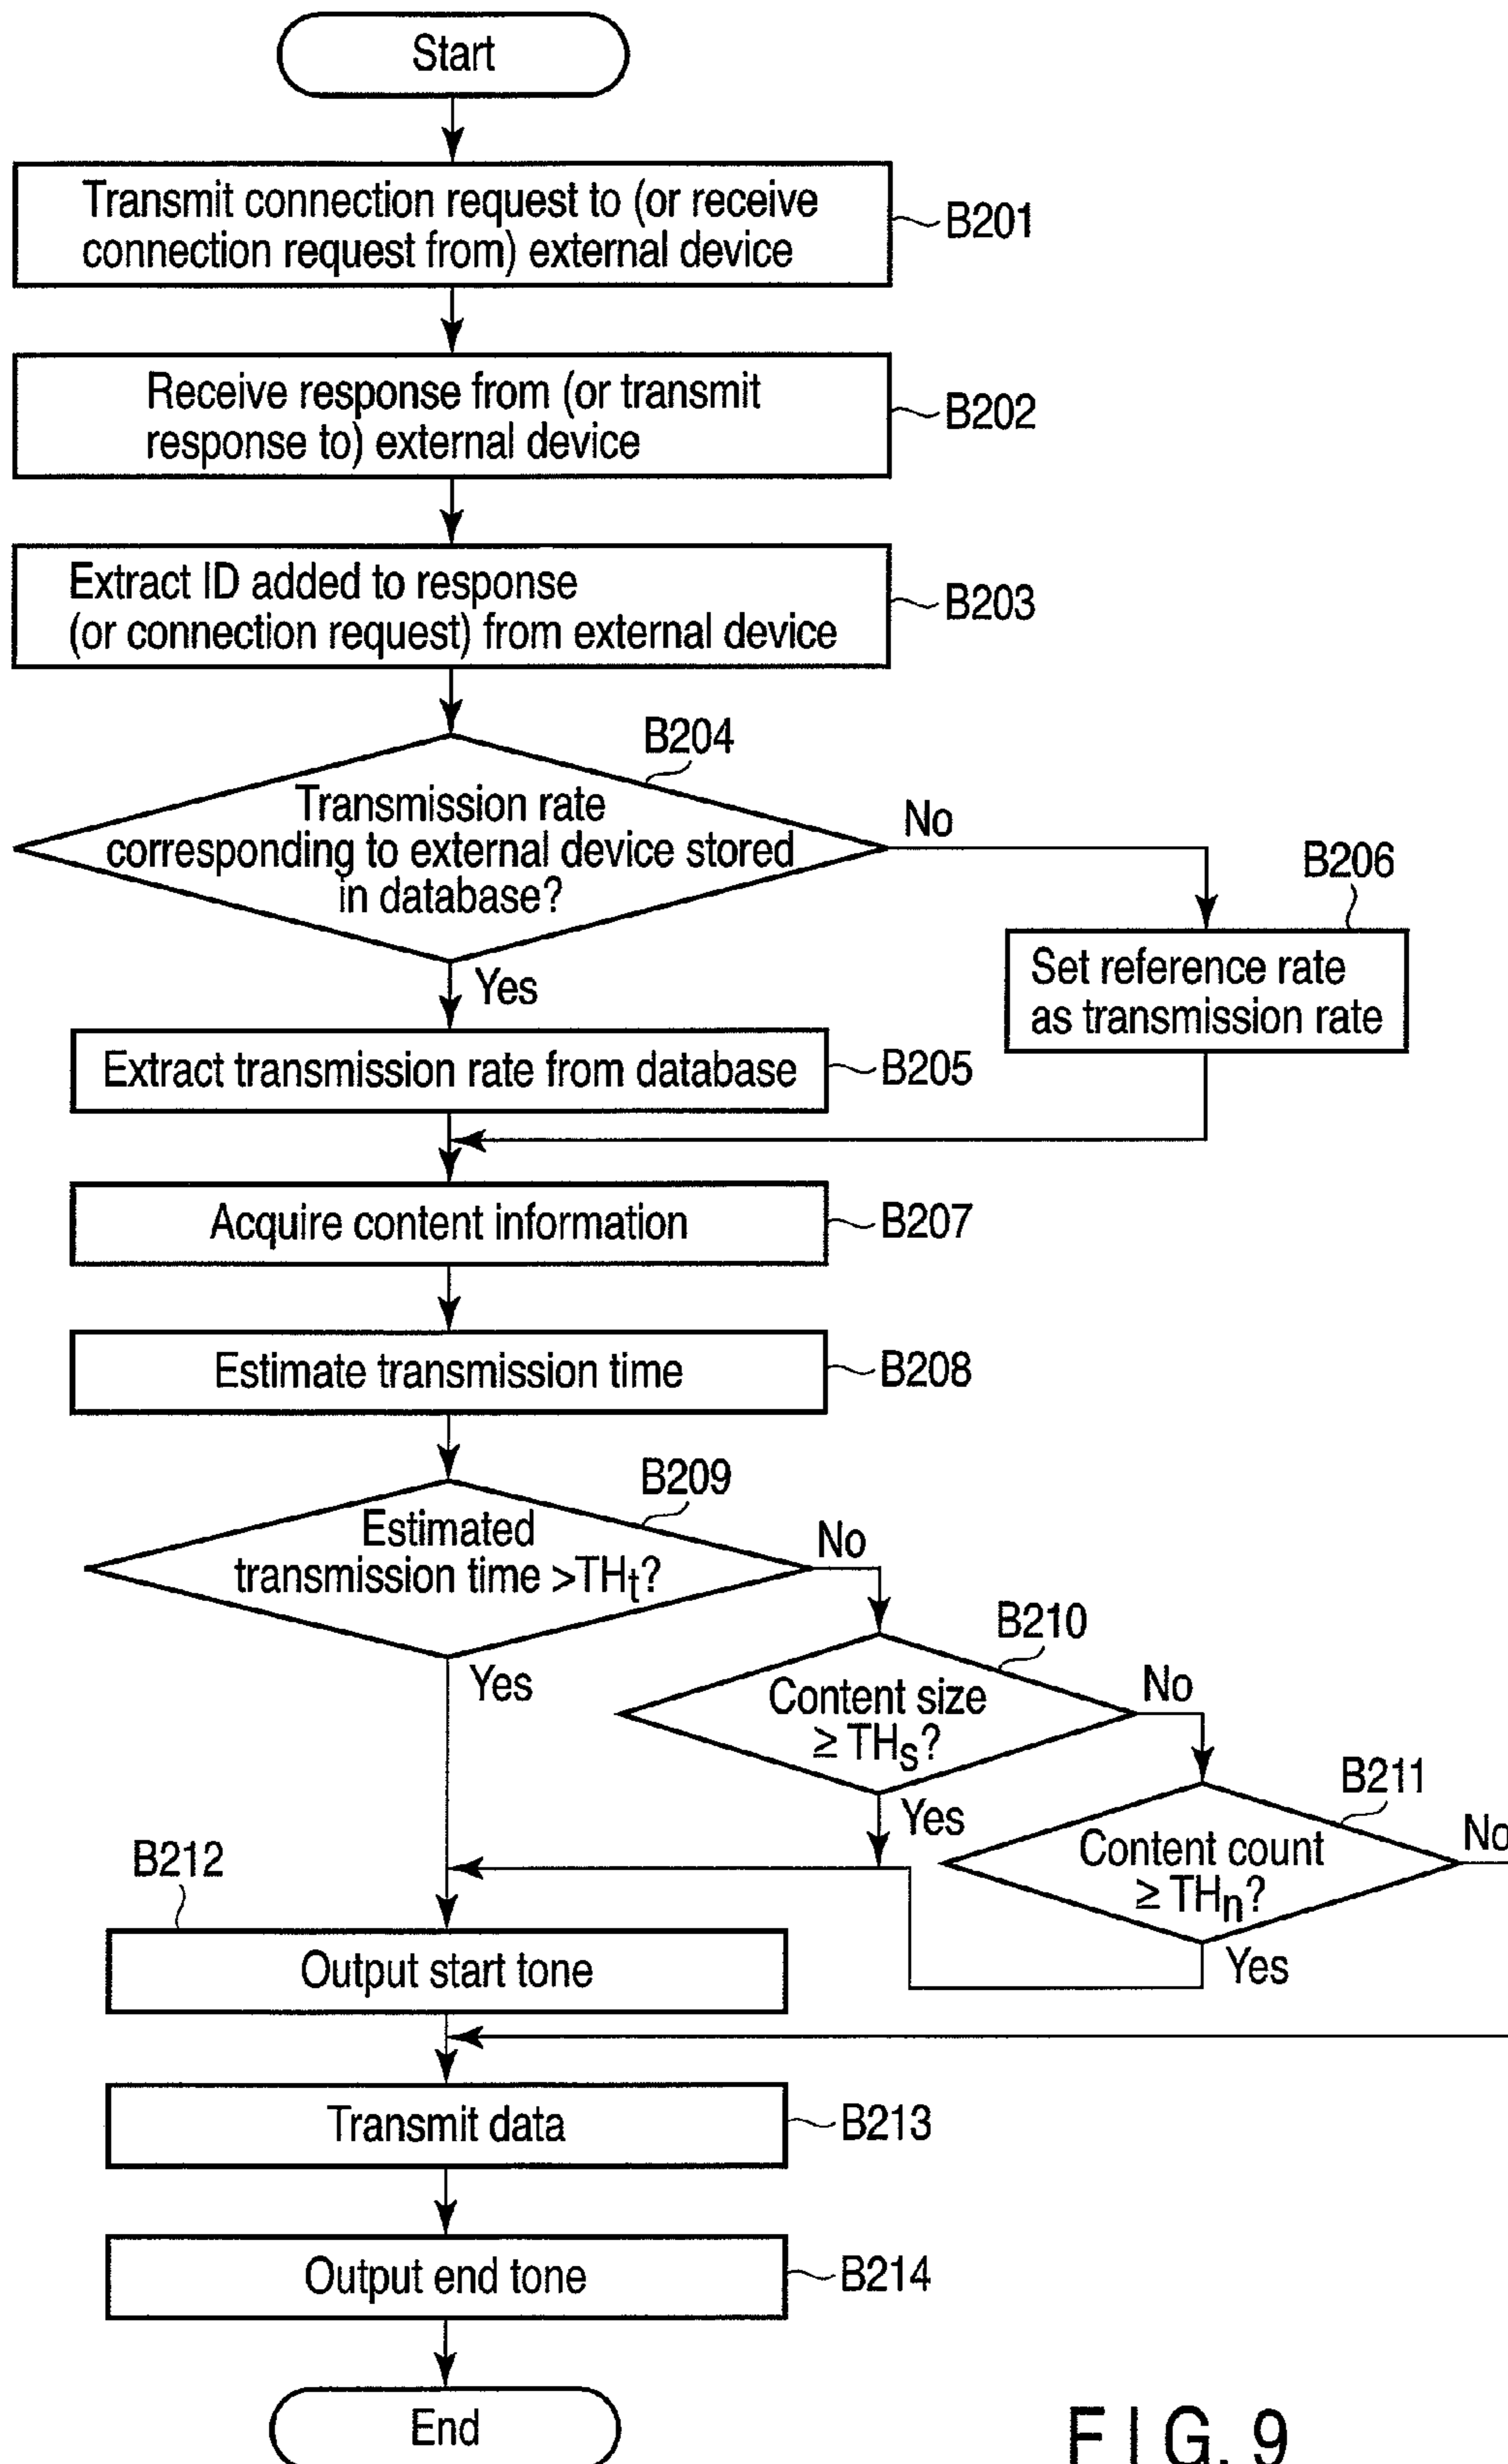 Start
Transmit connection request to (or receive
connection request from) external device
B201
Receive response from (or transmit
response to) external device
B202
Extract ID added to response
(or connection request) from external device
B203
B204
Transmission rate
corresponding to external device stored
in database?
No
B206
Set reference rate
as transmission rate
Yes
Extract transmission rate from database
B205
Acquire content information
B207
Estimate transmission time
B208
B209
Estimated
transmission time >THt?
No
B210
Yes
Content size
≥ THs?
No
B211
Yes
Content count
≥ THn?
No
B212
Yes
Output start tone
Transmit data
B213
Output end tone
B214
End
FIG. 9